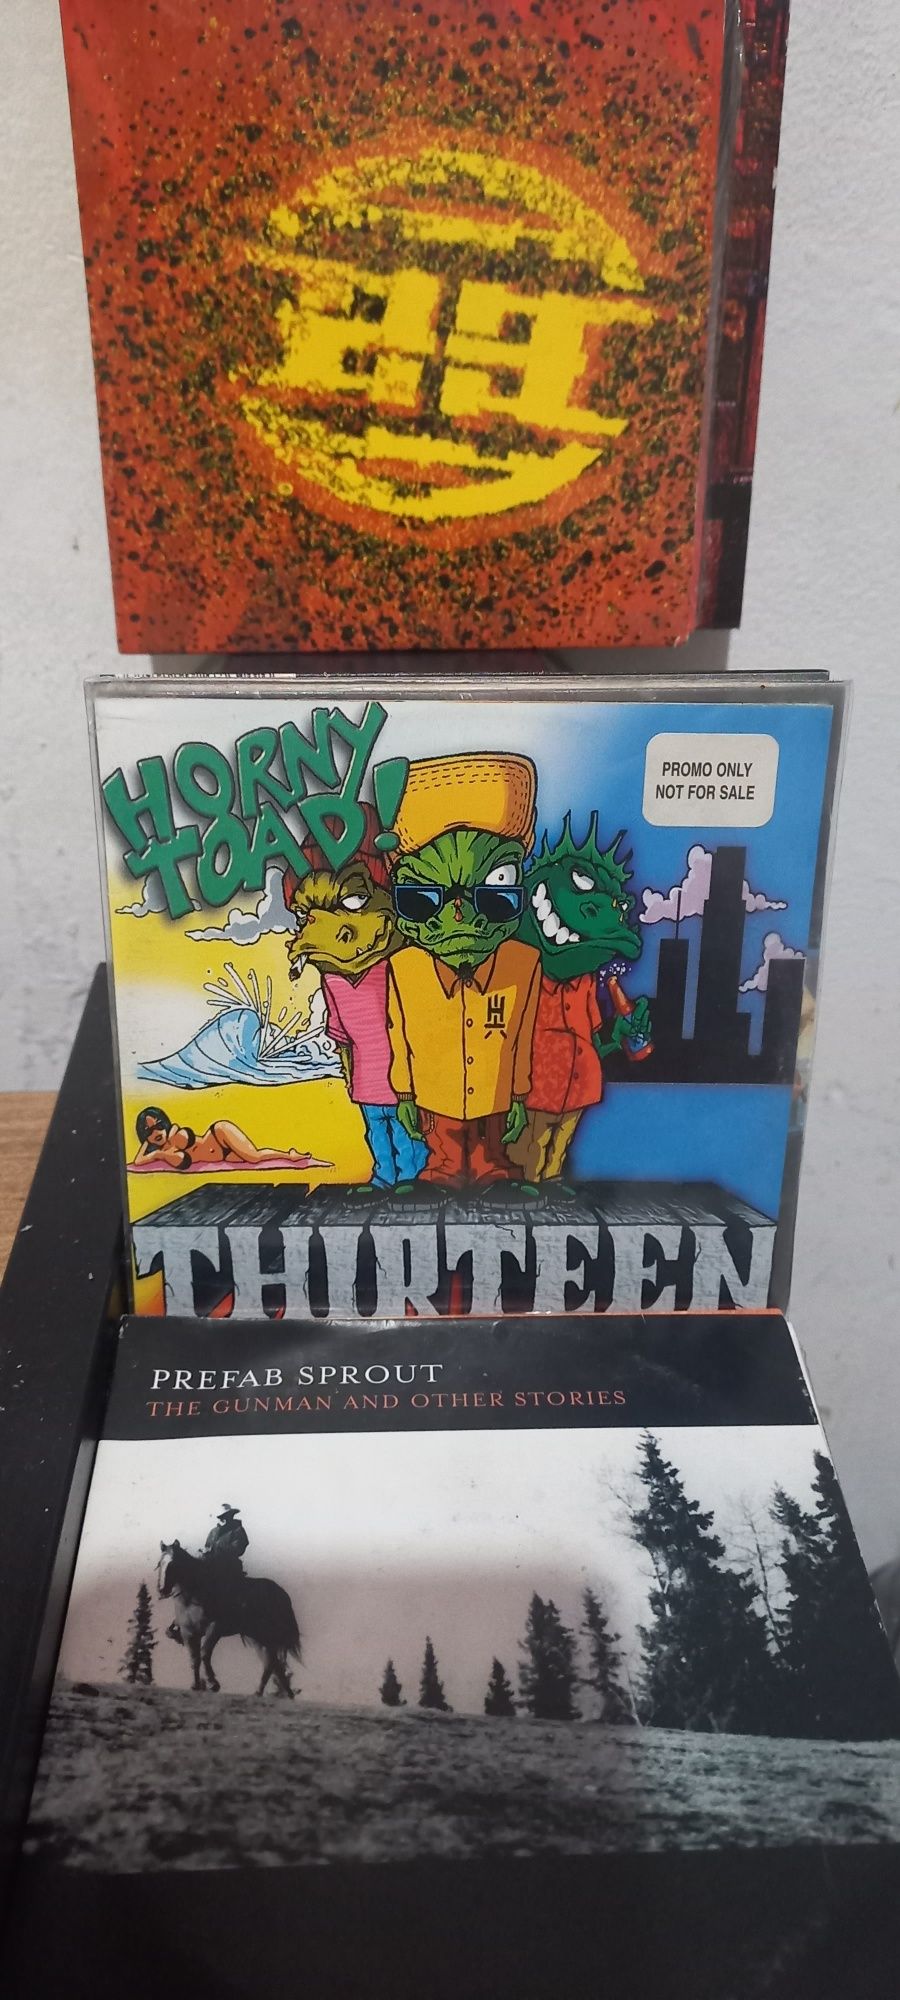 HORNY
TOAD!
PROMO ONLY
NOT FOR SALE
THIRTEEN
PREFAB SPROUT
THE GUNMAN AND OTHER STORIES